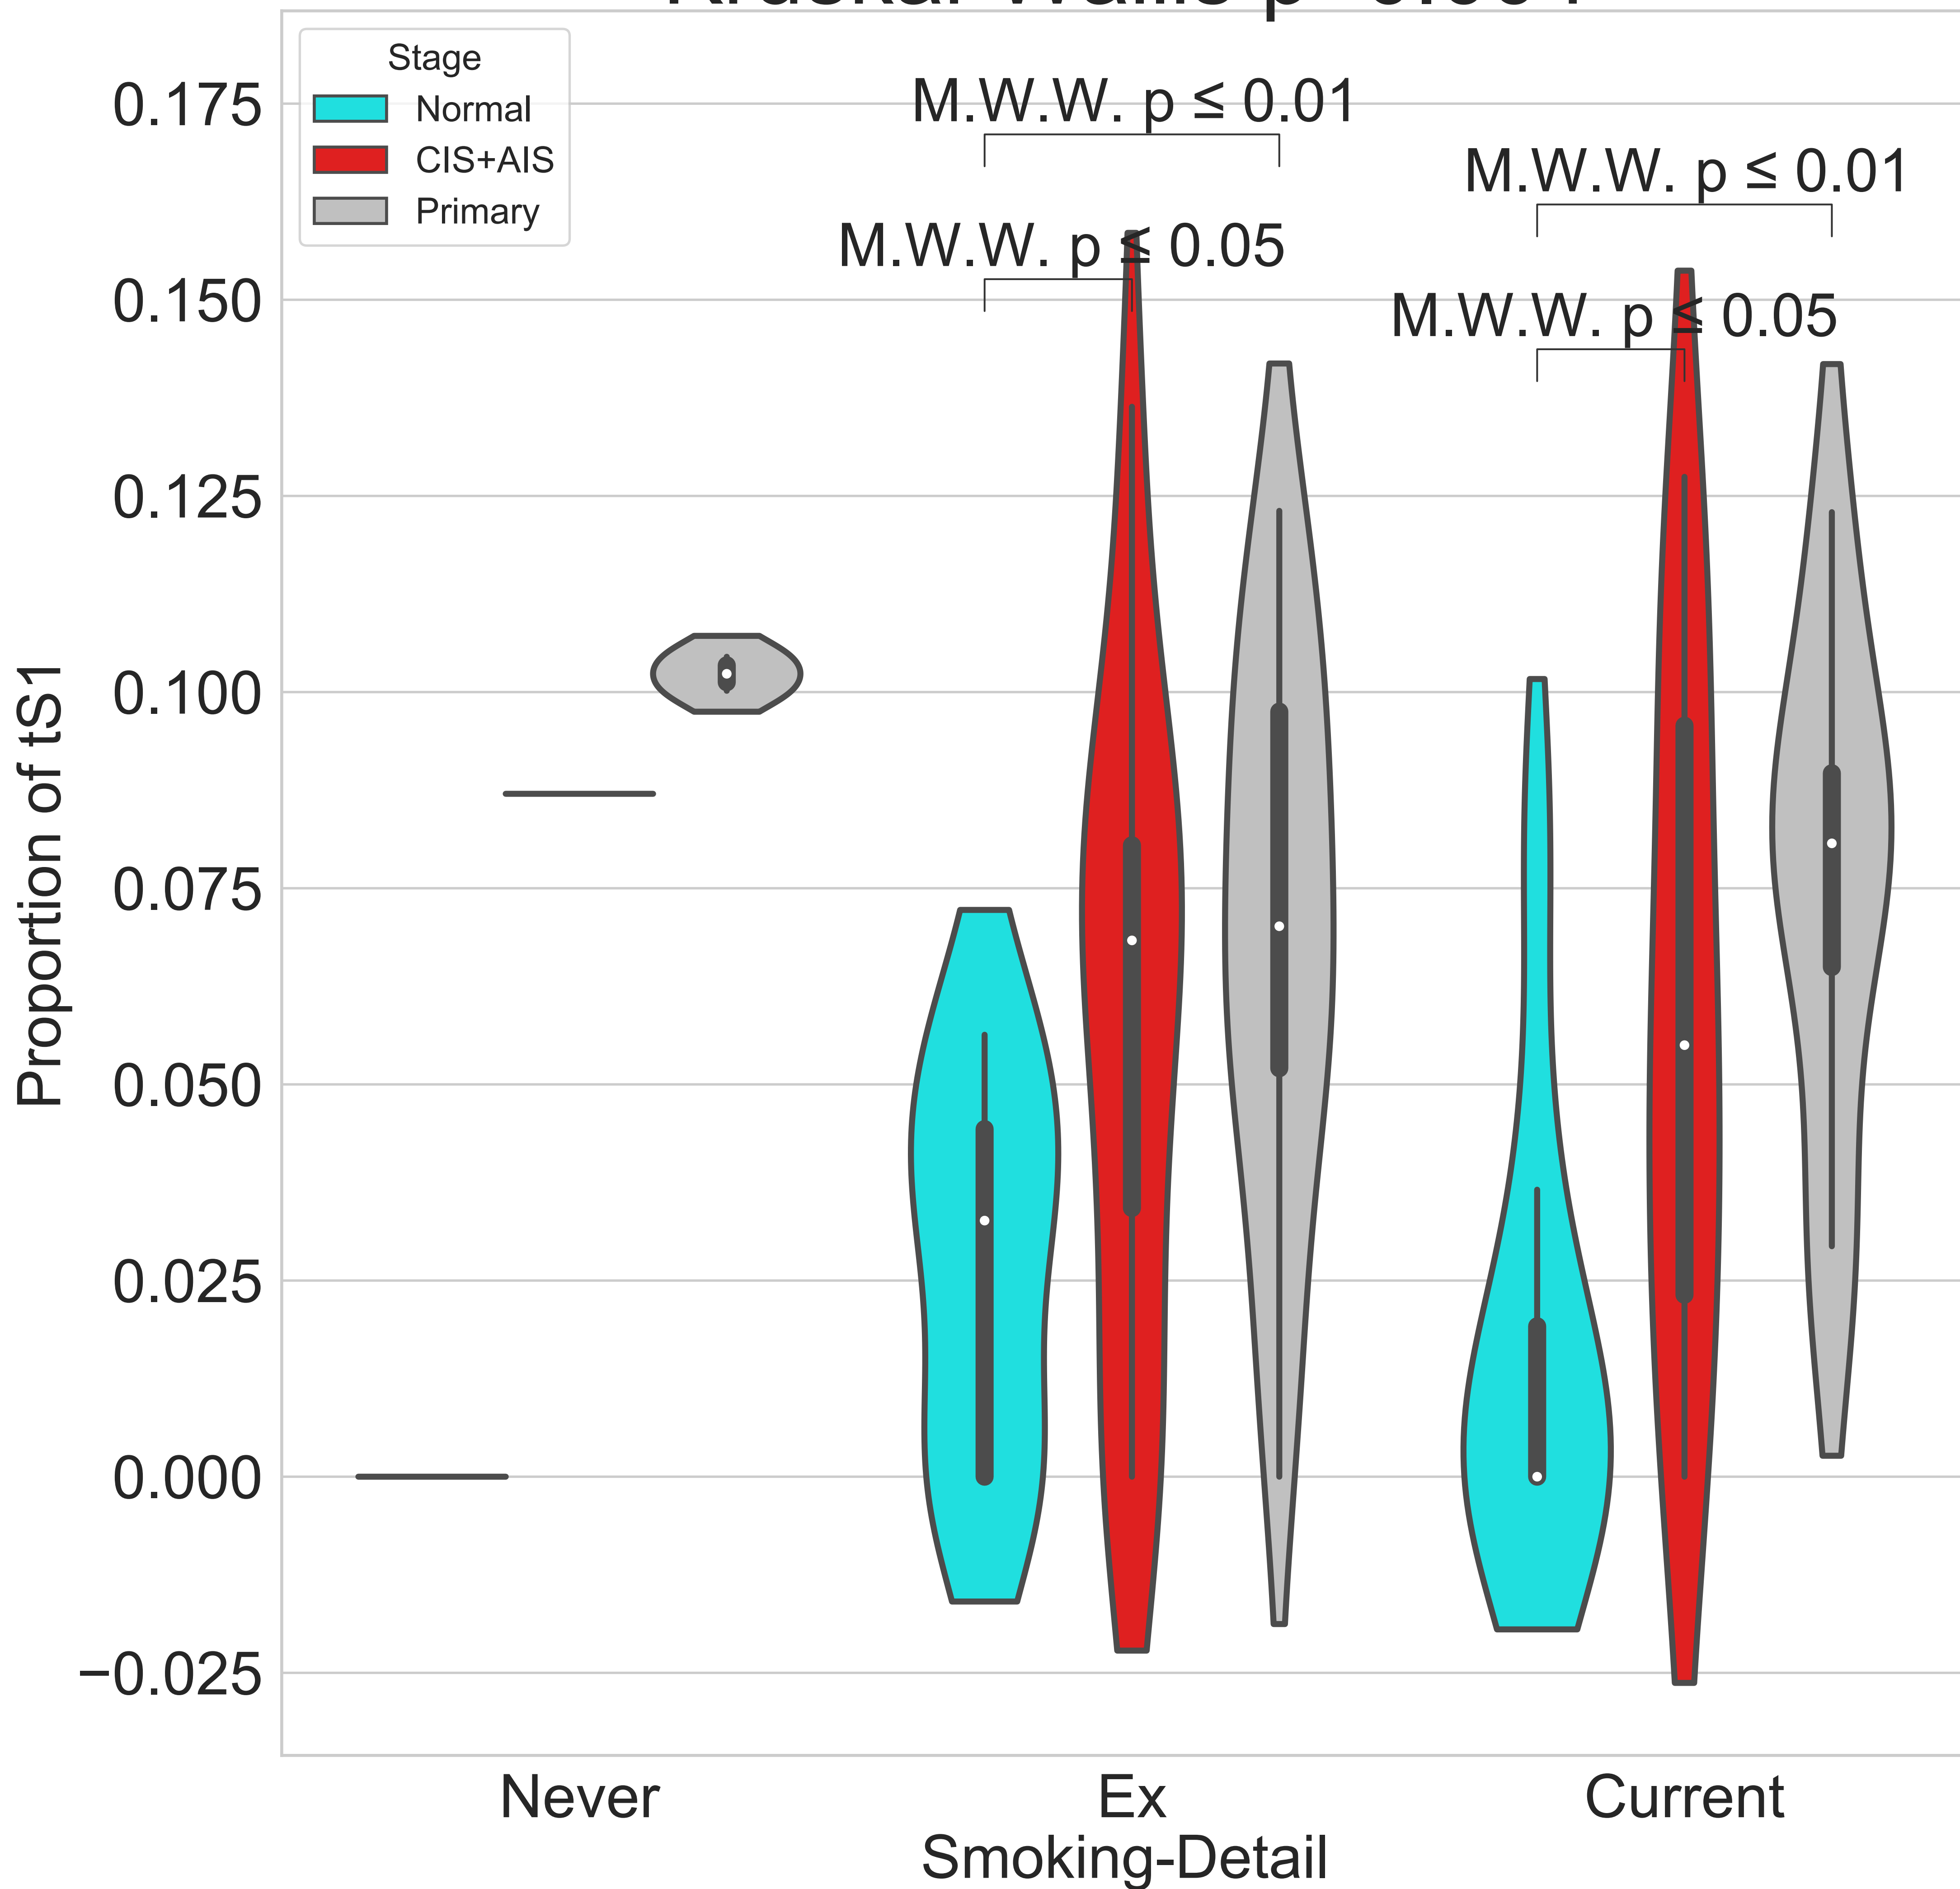 Stage
Normal
CIS+AIS
Primary
M.W.W. p ≤ 0.01
M.W.W. p ≤ 0.01
M.W.W. p ≤ 0.05
M.W.W. p ≤ 0.05
Proportion of tS1
0.175
0.150
0.125
0.100
0.075
0.050
0.025
0.000
−0.025
Never
Ex
Current
Smoking-Detail